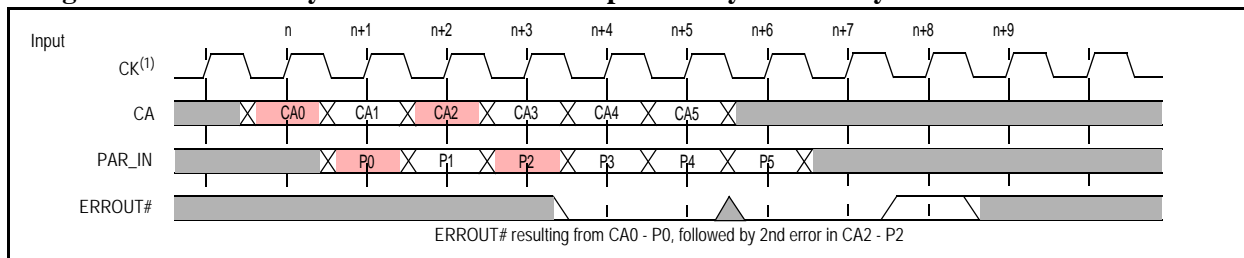 Input
n n+1 n+2 n+3 n+4 n+5 n+6 n+7 n+8 n+9
CK(1)
CA CA0 CA1 CA2 CA3 CA4 CA5
PAR_IN P0 P1 P2 P3 P4 P5
ERROUT#
ERROUT# resulting from CA0 - P0, followed by 2nd error in CA2 - P2